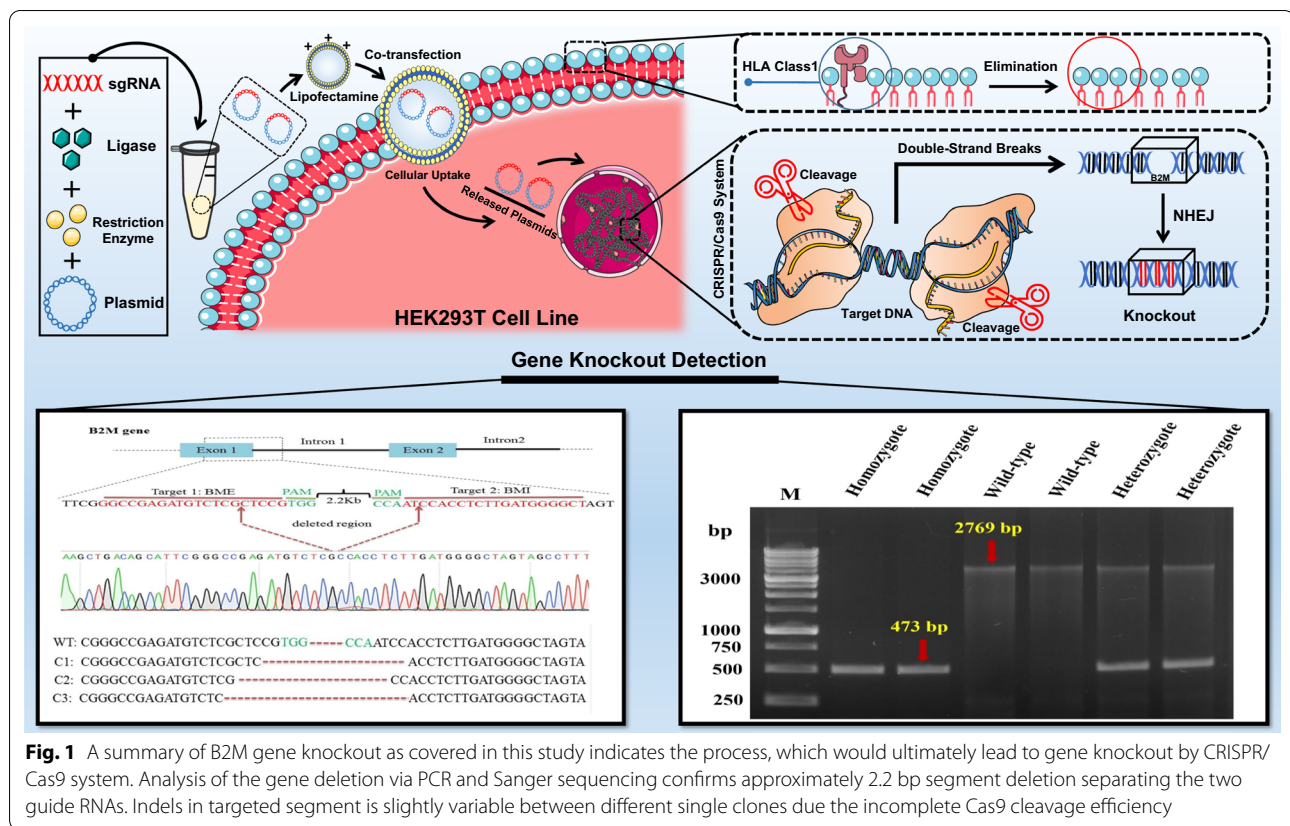 sgRNA
+
Ligase
+
Restriction
Enzyme
+
Plasmid
+ + +
Lipofectamine
Co-transfection
Cellular Uptake
Released Plasmids
HEK293T Cell Line
HLA Class1
Elimination
CRISPR/Cas9 System
Cleavage
Double-Strand Breaks
B2M
NHEJ
Target DNA
Cleavage
Knockout
Gene Knockout Detection
B2M gene
Exon 1
Intron 1
Exon 2
Intron2
Target 1: BME
PAM
2.2Kb
PAM
Target 2: BMI
TTCGGGCCGAGATGTCTCGCTCCGTGG CCAATCCACCTCTTGATGGGGCTAGT
deleted region
AAGCTGACAGCATTCGGGCCGAGATGTCTCGCCACCTCTTGATGGGGCTAGTAGCCTTT
WT: CGGGCCGAGATGTCTCGCTCCGTGG-----CCAATCCACCTCTTGATGGGGCTAGTA
C1: CGGGCCGAGATGTCTCGCTC--------------------ACCTCTTGATGGGGCTAGTA
C2: CGGGCCGAGATGTCTCG---------------------CCACCTCTTGATGGGGCTAGTA
C3: CGGGCCGAGATGTCTC-------------------------ACCTCTTGATGGGGCTAGTA
M
Homozygote
Homozygote
Wild-type
Wild-type
Heterozygote
Heterozygote
bp
3000
1000
750
500
250
2769 bp
473 bp
Fig. 1 A summary of B2M gene knockout as covered in this study indicates the process, which would ultimately lead to gene knockout by CRISPR/
Cas9 system. Analysis of the gene deletion via PCR and Sanger sequencing confirms approximately 2.2 bp segment deletion separating the two
guide RNAs. Indels in targeted segment is slightly variable between different single clones due the incomplete Cas9 cleavage efficiency